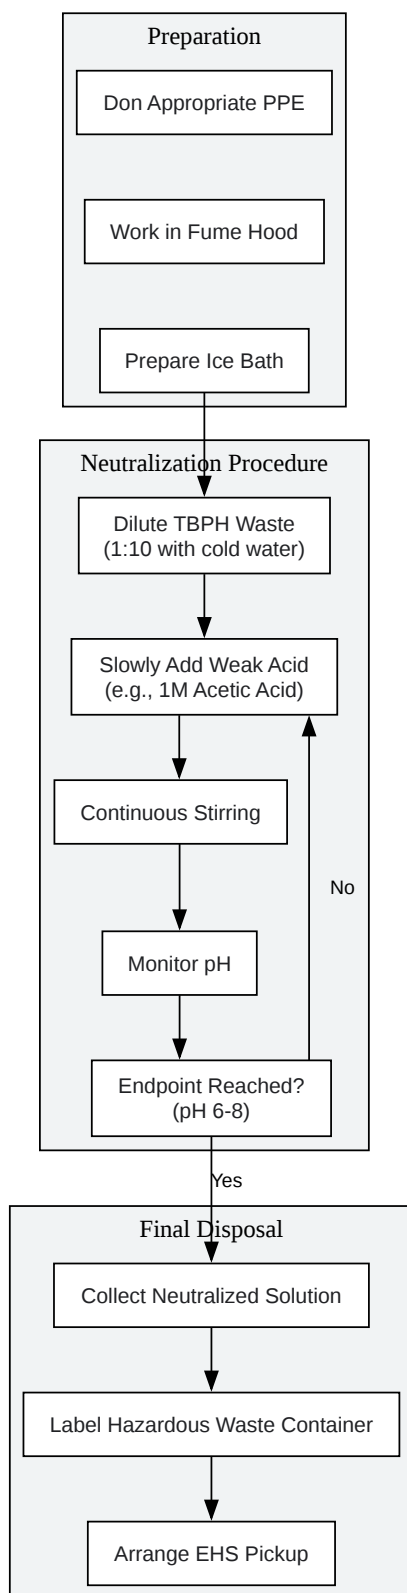 Preparation
Don Appropriate PPE
Work in Fume Hood
Prepare Ice Bath
Neutralization Procedure
Dilute TBPH Waste
(1:10 with cold water)
Slowly Add Weak Acid
(e.g., 1M Acetic Acid)
Continuous Stirring
No
Monitor pH
Endpoint Reached?
(pH 6-8)
Yes
Final Disposal
Collect Neutralized Solution
Label Hazardous Waste Container
Arrange EHS Pickup